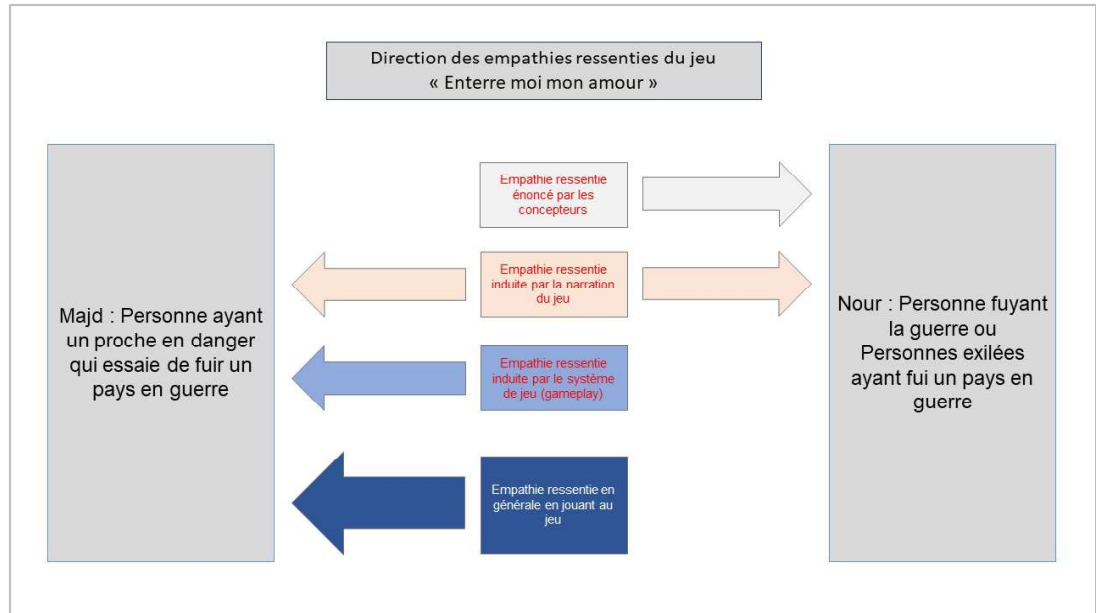 Direction des empathies ressenties du jeu
« Enterre moi mon amour »
Majd : Personne ayant
un proche en danger
qui essaie de fuir un
pays en guerre
Empathie ressentie
énoncé par les
concepteurs
Empathie ressentie
induite par la narration
du jeu
Empathie ressentie
induite par le système
de jeu (gameplay)
Empathie ressentie en
générale en jouant au
jeu
Nour : Personne fuyant
la guerre ou
Personnes exilées
ayant fui un pays en
guerre